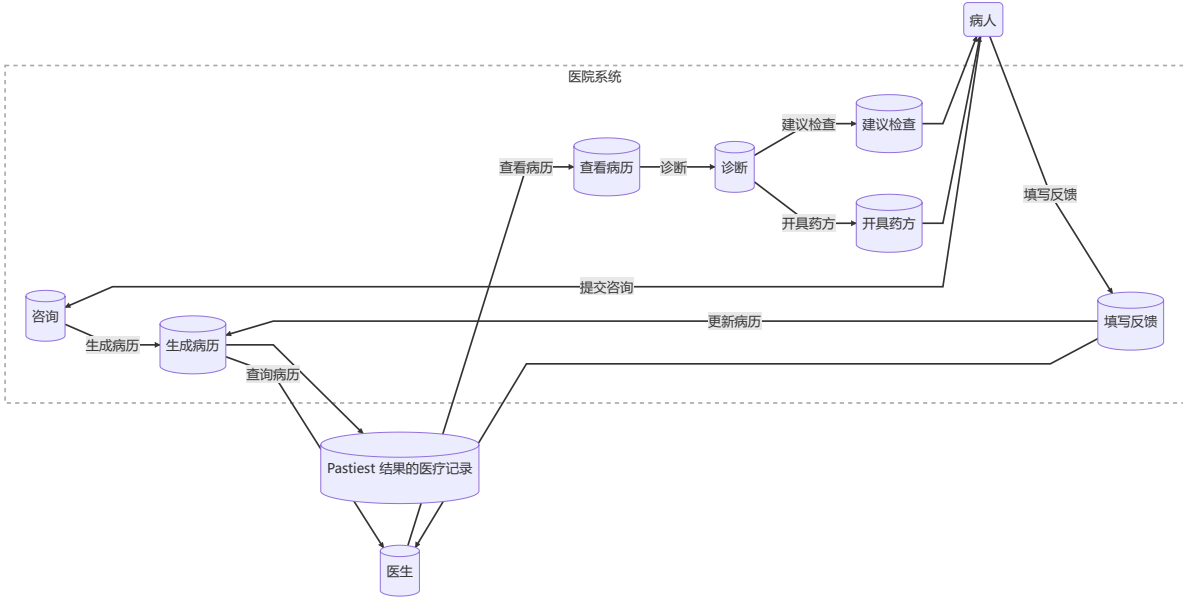 病人
医院系统
建议检查
建议检查
查看病历
查看病历
诊断
诊断
填写反馈
开具药方
开具药方
提交咨询
咨询
更新病历
填写反馈
生成病历
生成病历
查询病历
Pastiest 结果的医疗记录
医生